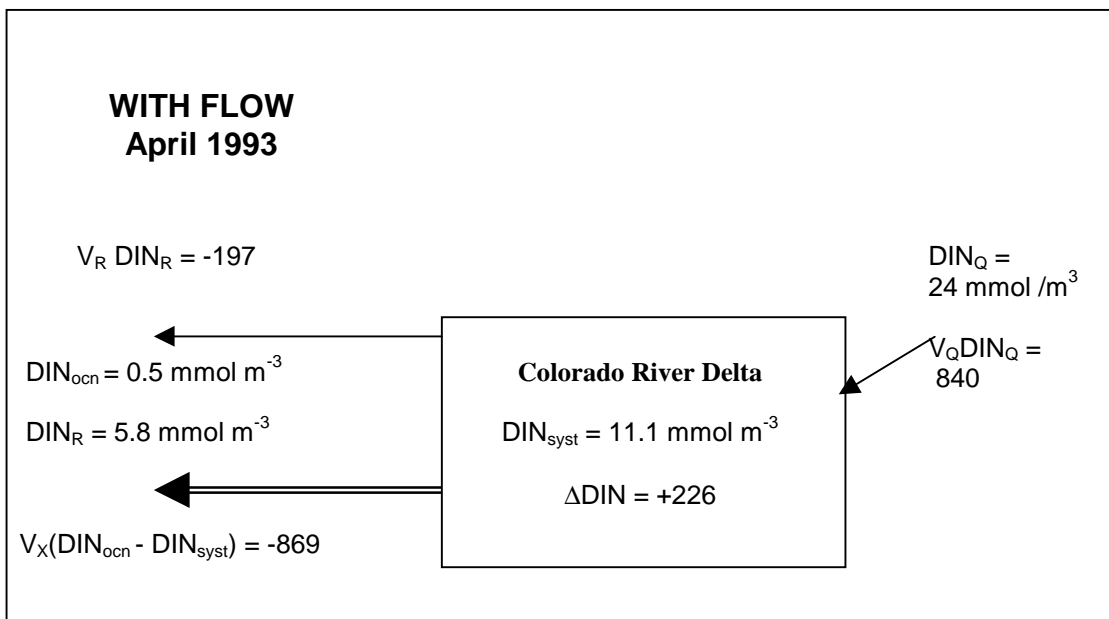 WITH FLOW
April 1993
V_R DIN_R = -197
DIN_Q =
24 mmol /m³
V_QDIN_Q =
840
DIN_ocn = 0.5 mmol m⁻³
DIN_R = 5.8 mmol m⁻³
Colorado River Delta
DIN_syst = 11.1 mmol m⁻³
ΔDIN = +226
V_X(DIN_ocn - DIN_syst) = -869